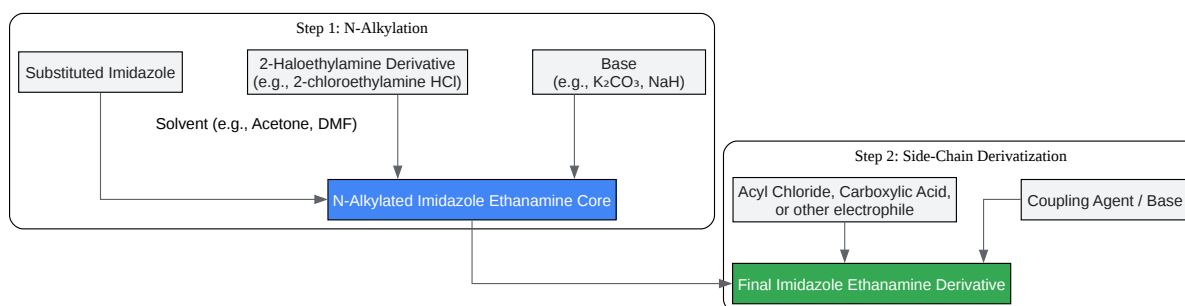 Step 1: N-Alkylation
Substituted Imidazole
2-Haloethylamine Derivative
(e.g., 2-chloroethylamine HCl)
Base
(e.g., K₂CO₃, NaH)
Solvent (e.g., Acetone, DMF)
N-Alkylated Imidazole Ethanamine Core
Step 2: Side-Chain Derivatization
Acyl Chloride, Carboxylic Acid,
or other electrophile
Coupling Agent / Base
Final Imidazole Ethanamine Derivative